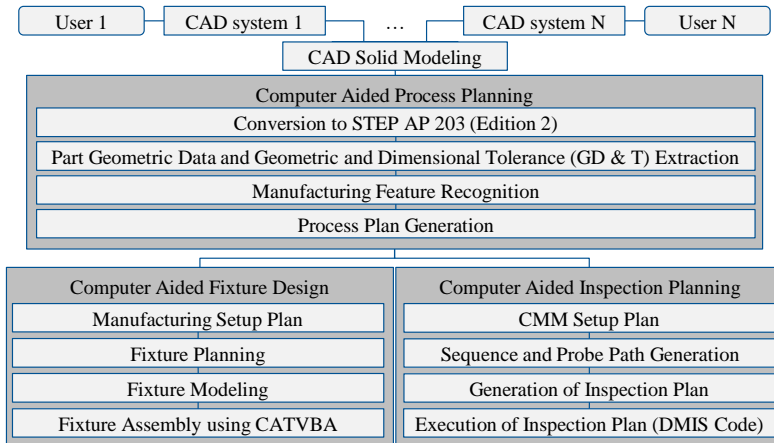 User 1 CAD system 1 ... CAD system N User N
CAD Solid Modeling
Computer Aided Process Planning
Conversion to STEP AP 203 (Edition 2)
Part Geometric Data and Geometric and Dimensional Tolerance (GD & T) Extraction
Manufacturing Feature Recognition
Process Plan Generation
Computer Aided Fixture Design
Manufacturing Setup Plan
Fixture Planning
Fixture Modeling
Fixture Assembly using CATVBA
Computer Aided Inspection Planning
CMM Setup Plan
Sequence and Probe Path Generation
Generation of Inspection Plan
Execution of Inspection Plan (DMIS Code)